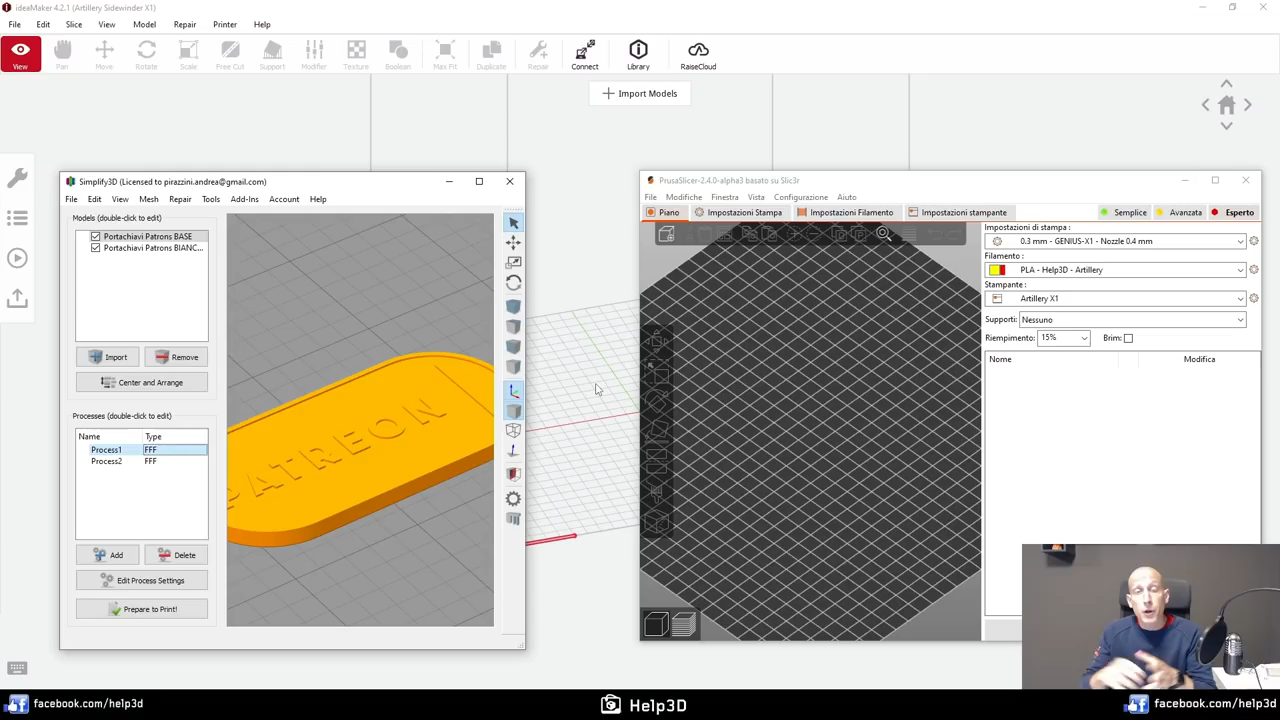 ideaMaker 4.2.1 (Artillery Sidewinder X1)
File Edit Slice View Model Repair Printer Help
View Pan Move Rotate Scale Free Cut Support Modifier Texture Boolean Max Fit Duplicate Repair Connect Library RaiseCloud
Import Models
Simplify3D (Licensed to pirazzini.andrea@gmail.com)
File Edit View Mesh Repair Tools Add-Ins Account Help
Models (double-click to edit)
Portachiavi Patrons BASE
Portachiavi Patrons BIANC...
Import Remove
Center and Arrange
Processes (double-click to edit)
Name Type
Process1 FFF
Process2 FFF
Add Delete
Edit Process Settings
Prepare to Print!
PATREON
PrusaSlicer-2.4.0-alpha3 basato su Slic3r
File Modifiche Finestra Vista Configurazione Aiuto
Piano Impostazioni Stampa Impostazioni Filamento Impostazioni stampante Semplice Avanzata Esperto
Impostazioni di stampa :
0.3 mm - GENIUS-X1 - Nozzle 0.4 mm
Filamento:
PLA - Help3D - Artillery
Stampante:
Artillery X1
Supporti: Nessuno
Riempimento: 15% Brim:
Nome Modifica
facebook.com/help3d Help3D facebook.com/help3d